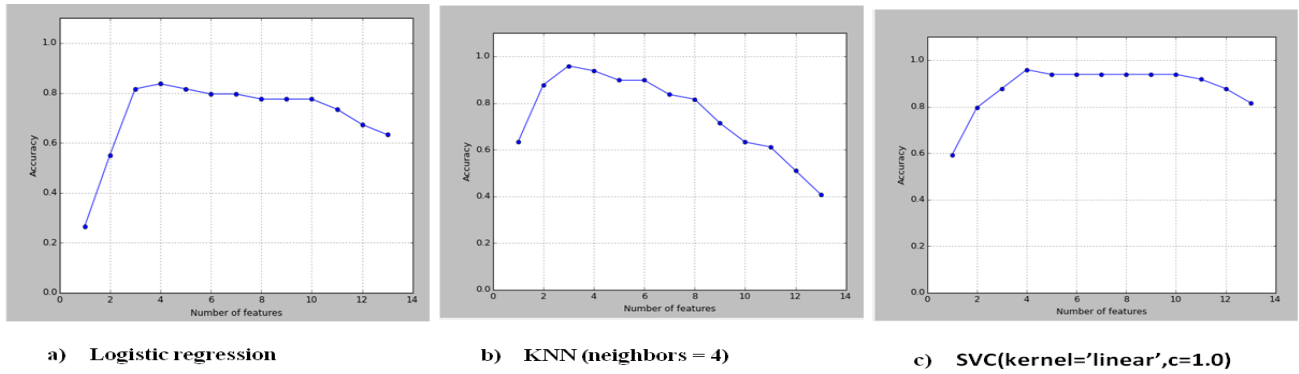 1.0
0.8
0.6
0.4
0.2
0.0
Accuracy
0 2 4 6 8 10 12 14
Number of features
a) Logistic regression
1.0
0.8
0.6
0.4
0.2
0.0
Accuracy
0 2 4 6 8 10 12 14
Number of features
b) KNN (neighbors = 4)
1.0
0.8
0.6
0.4
0.2
0.0
Accuracy
0 2 4 6 8 10 12 14
Number of features
c) SVC(kernel=’linear’,c=1.0)